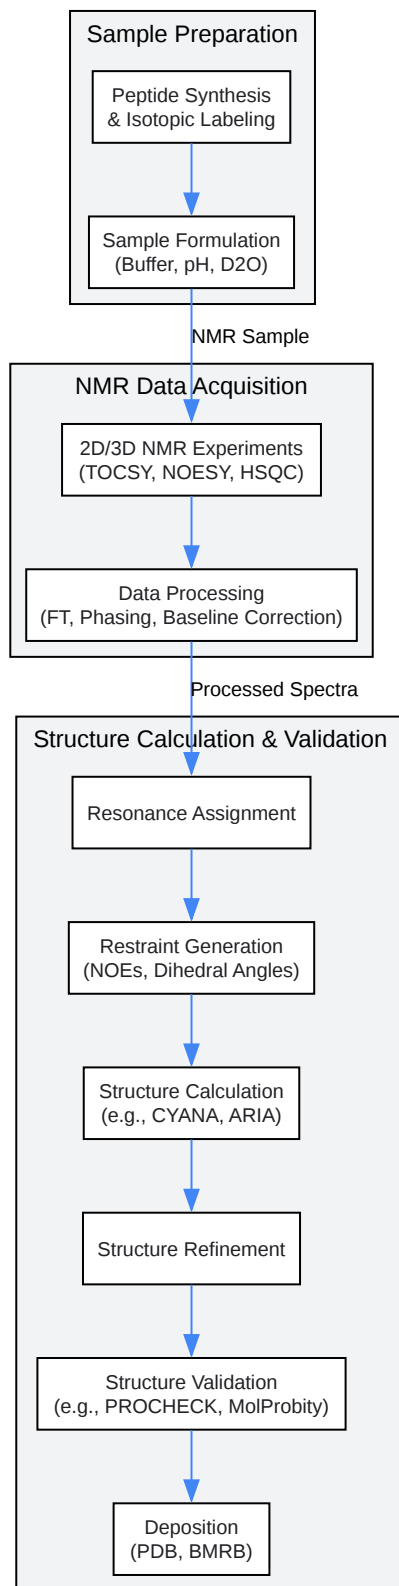 Sample Preparation
Peptide Synthesis
& Isotopic Labeling
Sample Formulation
(Buffer, pH, D2O)
NMR Sample
NMR Data Acquisition
2D/3D NMR Experiments
(TOCSY, NOESY, HSQC)
Data Processing
(FT, Phasing, Baseline Correction)
Processed Spectra
Structure Calculation & Validation
Resonance Assignment
Restraint Generation
(NOEs, Dihedral Angles)
Structure Calculation
(e.g., CYANA, ARIA)
Structure Refinement
Structure Validation
(e.g., PROCHECK, MolProbity)
Deposition
(PDB, BMRB)